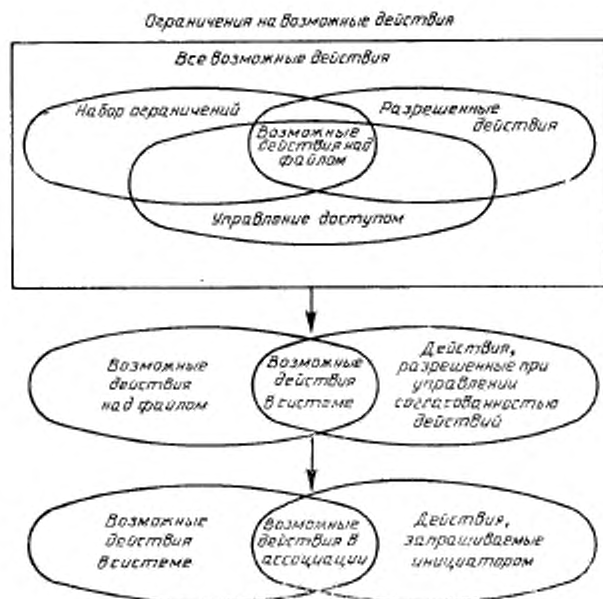 Ограничения на возможные действия
Все возможные действия
Набор ограничений
Разрешенные
действия
Возможные
действия над
файлом
Управление доступом
Возможные
действия
над файлом
Возможные
действия
в системе
Действия,
разрешенные при
управлении
согласованностью
действий
Возможные
действия
в системе
Возможные
действия в
ассоциации
Действия,
запрашиваемые
инициатором